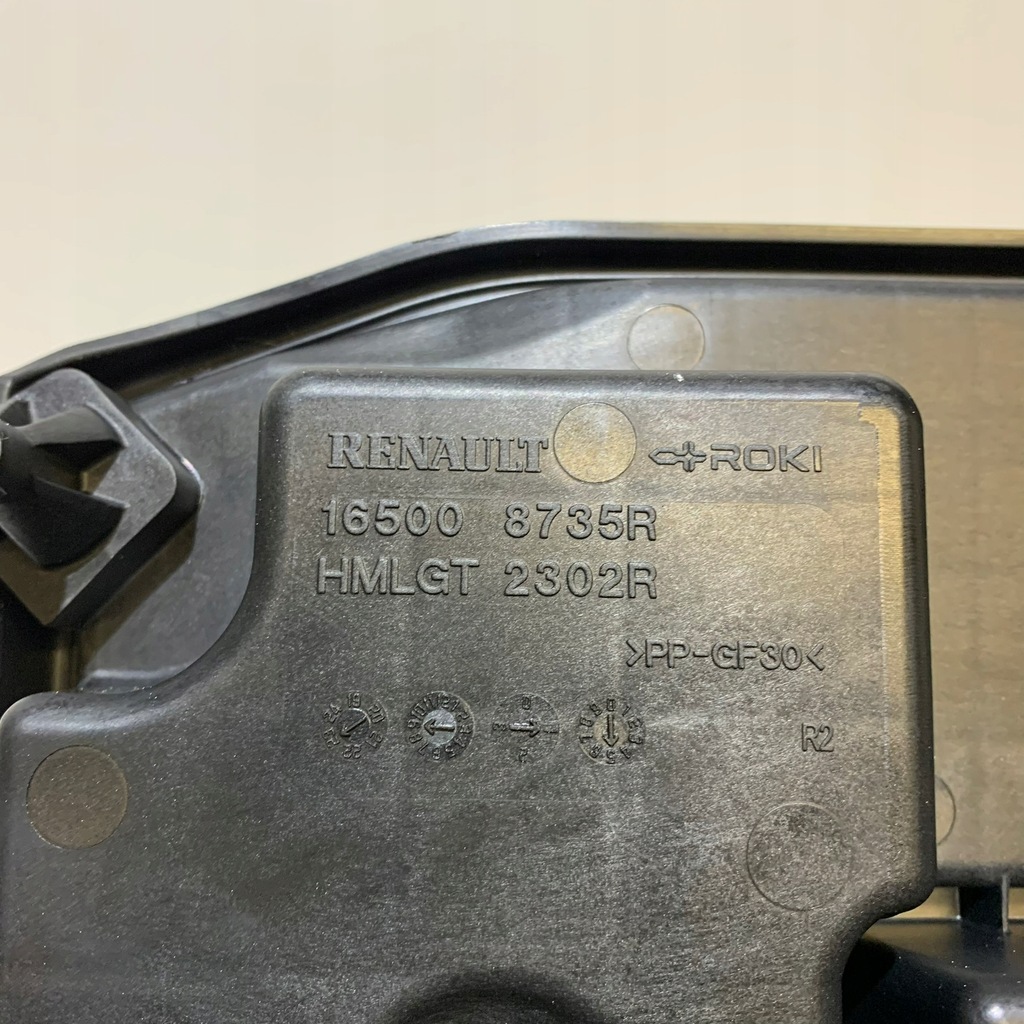 RENAULT ROKI
16500 8735R
HMLGT 2302R
>PP-GF30<
R2